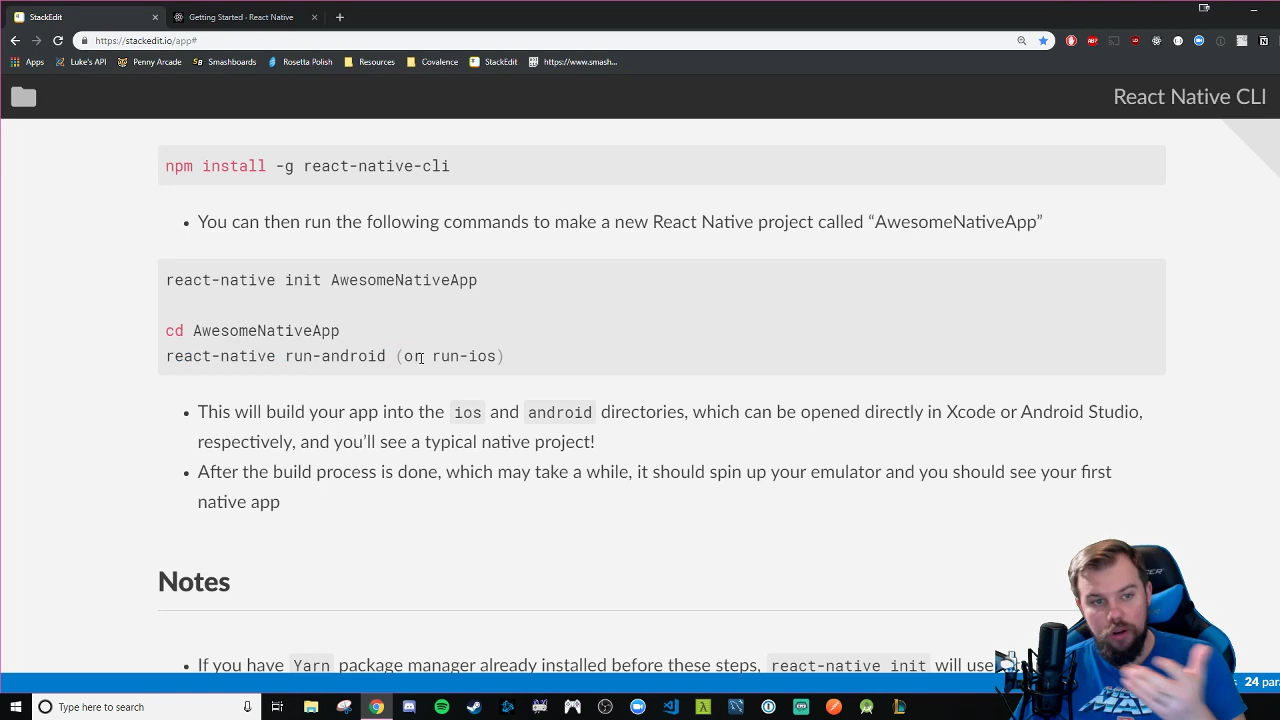 StackEdit
Getting Started · React Native
https://stackedit.io/app#
Apps
Luke's API
Penny Arcade
Smashboards
Rosetta Polish
Resources
Covalence
StackEdit
https://www.smash...
React Native CLI
npm install -g react-native-cli
• You can then run the following commands to make a new React Native project called “AwesomeNativeApp”
react-native init AwesomeNativeApp
cd AwesomeNativeApp
react-native run-android (or run-ios)
• This will build your app into the ios and android directories, which can be opened directly in Xcode or Android Studio,
respectively, and you’ll see a typical native project!
• After the build process is done, which may take a while, it should spin up your emulator and you should see your first
native app
Notes
• If you have Yarn package manager already installed before these steps, react-native init will use
24 par
Type here to search